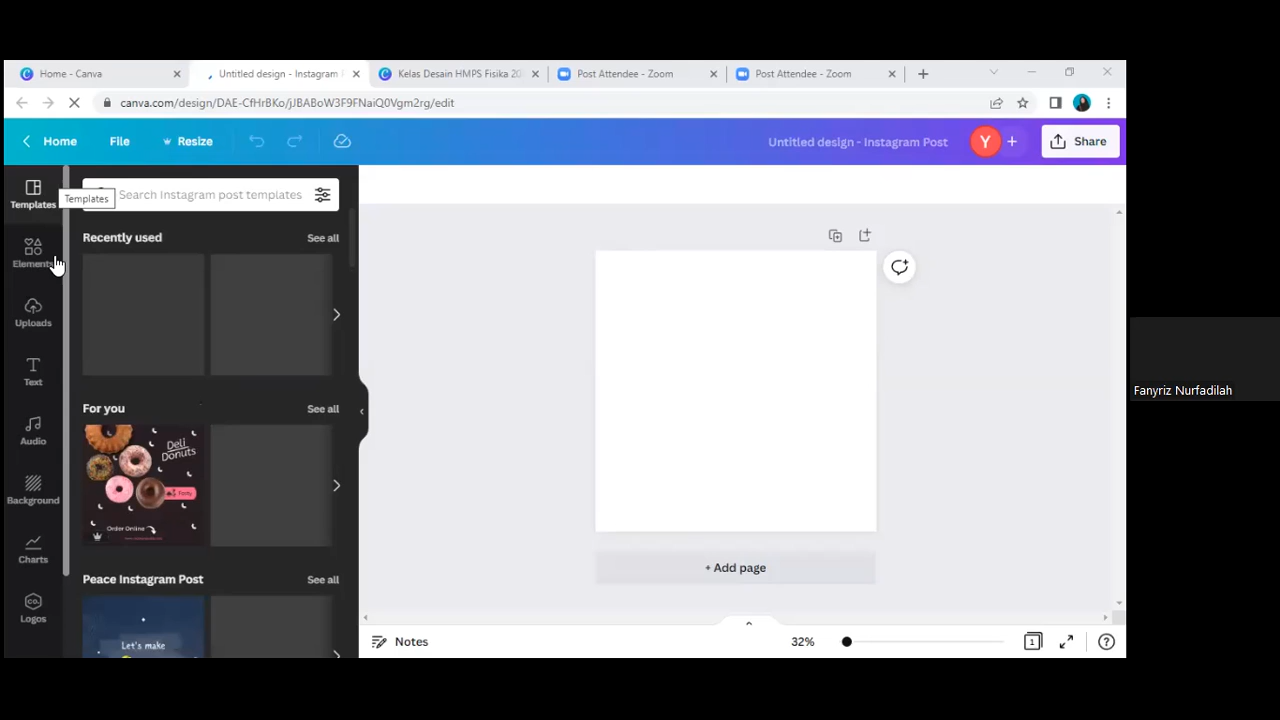 Home - Canva
Untitled design - Instagram P
Kelas Desain HMPS Fisika 20
Post Attendee - Zoom
Post Attendee - Zoom
canva.com/design/DAE-CfHrBKo/jJBABoW3F9FNaiQ0Vgm2rg/edit
Home
File
Resize
Untitled design - Instagram Post
Y
Share
Templates
Templates
Search Instagram post templates
Elements
Uploads
Text
Audio
Background
Charts
CO.
Logos
Recently used
See all
For you
See all
Deli
Donuts
Party
Order Online
Peace Instagram Post
See all
Let's make
+ Add page
Notes
32%
1
Fanyriz Nurfadilah